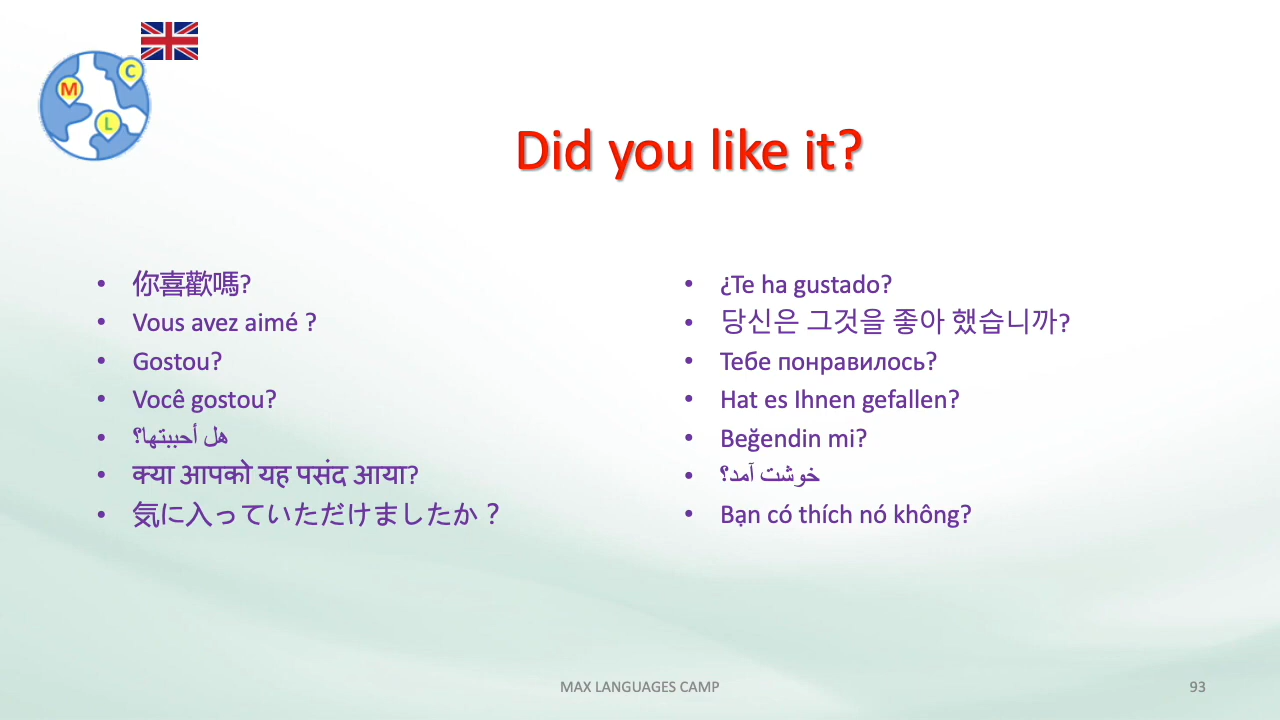 M
C
L
Did you like it?
• 你喜歡嗎?
• Vous avez aimé ?
• Gostou?
• Você gostou?
• هل أحببتها؟
• क्या आपको यह पसंद आया?
• 気に入っていただけましたか？
• ¿Te ha gustado?
• 당신은 그것을 좋아 했습니까?
• Тебе понравилось?
• Hat es Ihnen gefallen?
• Beğendin mi?
• خوشت آمد؟
• Bạn có thích nó không?
MAX LANGUAGES CAMP
93